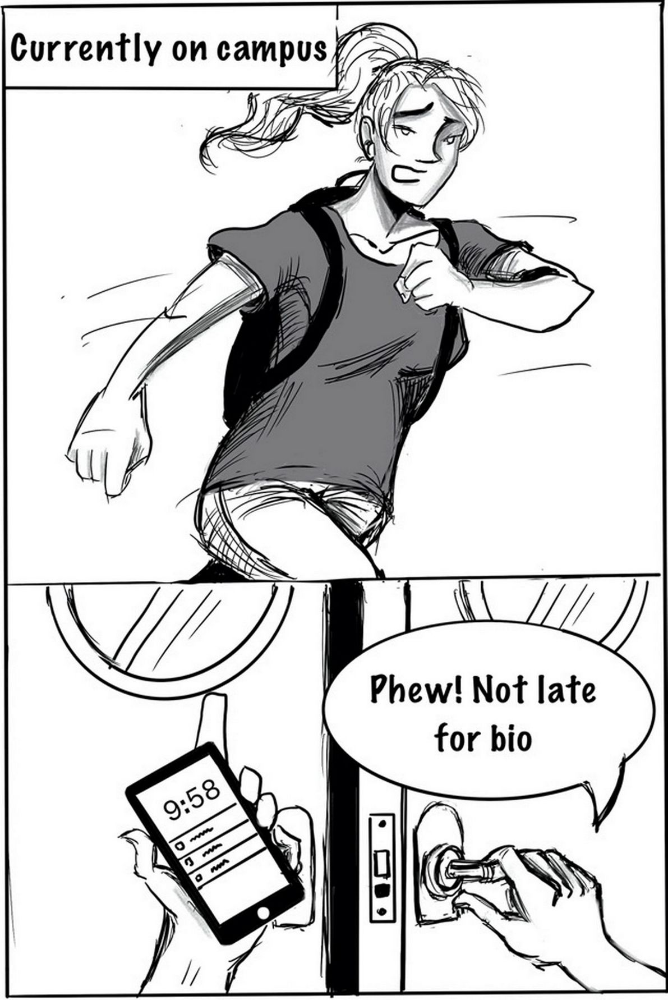 Currently on campus
Phew! Not late
for bio
9:58